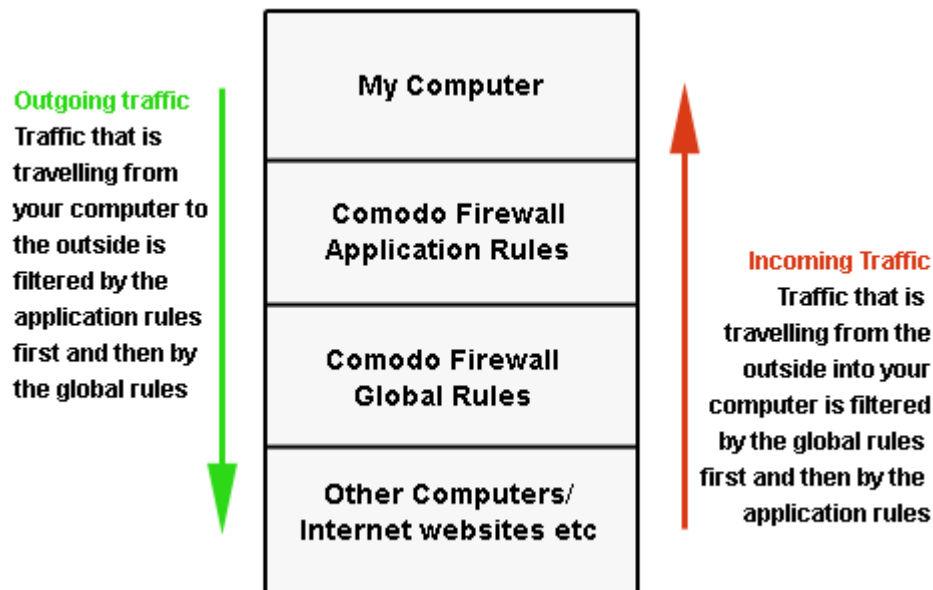 Outgoing traffic
Traffic that is
travelling from
your computer to
the outside is
filtered by the
application rules
first and then by
the global rules
My Computer
Comodo Firewall
Application Rules
Comodo Firewall
Global Rules
Other Computers/
Internet websites etc
Incoming Traffic
Traffic that is
travelling from the
outside into your
computer is filtered
by the global rules
first and then by the
application rules